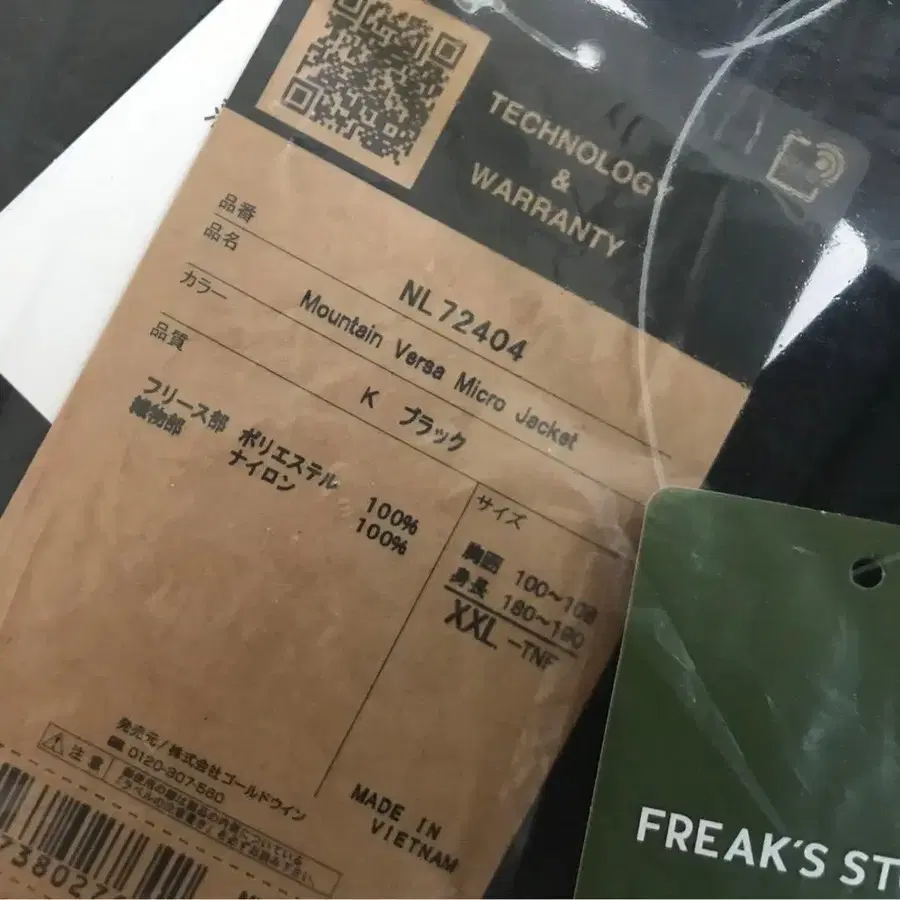 TECHNOLOGY
&
WARRANTY
品番
NL72404
品名
Mountain Versa Micro Jacket
カラー
K ブラック
品質
フリース部 ポリエステル 100%
織物部 ナイロン 100%
サイズ
胸囲 100~108
身長 180~190
XXL -TNF
発売元/株式会社ゴールドウイン
0120-307-560
注意
MADE IN
VIETNAM
FREAK'S